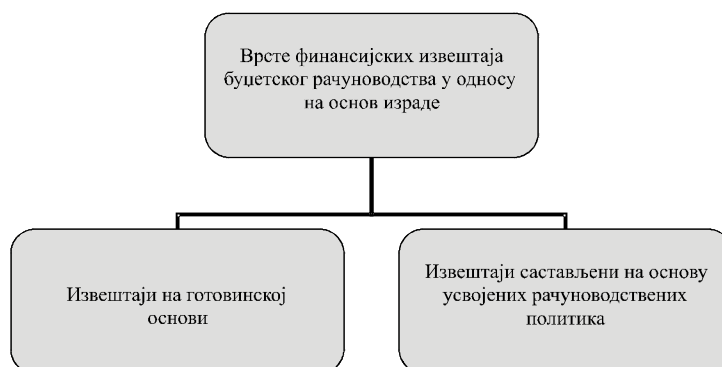 Врсте финансијских извештаја
буџетског рачуноводства у односу
на основ израде
Извештаји на готовинској
основи
Извештаји састављени на основу
усвојених рачуноводствених
политика